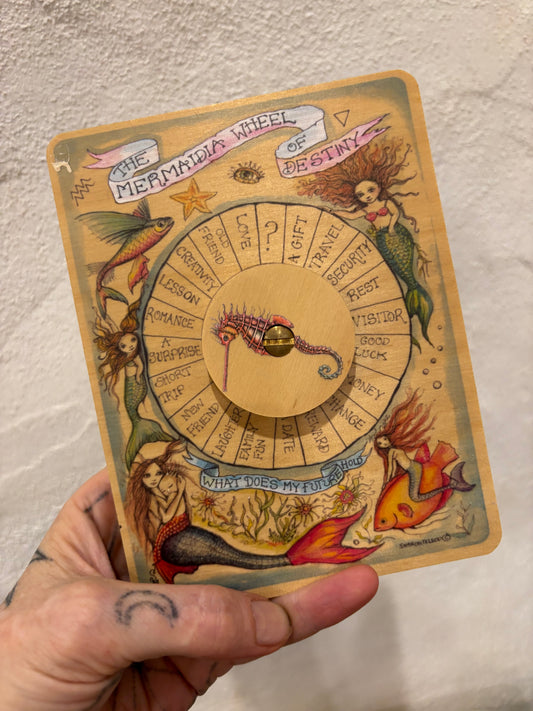 THE
MERMAIDIA WHEEL
OF
DESTINY
?
A GIFT
TRAVEL
SECURITY
REST
VISITOR
GOOD
LUCK
MONEY
CHANGE
REWARD
DATE
FAMILY
FUN
LAUGHTER
NEW
FRIEND
SHORT
TRIP
A
SURPRISE
ROMANCE
LESSON
CREATIVITY
OLD
FRIEND
LOVE
WHAT DOES MY FUTURE HOLD